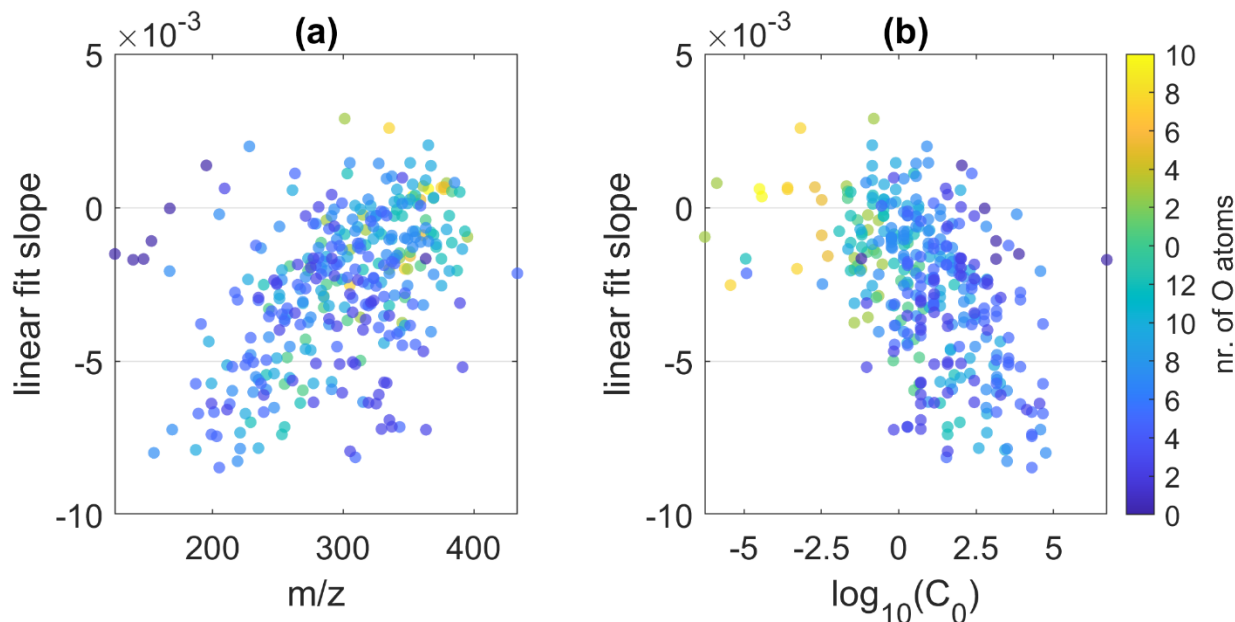 (a)
×10⁻³
5
0
-5
-10
linear fit slope
200 300 400
m/z
(b)
×10⁻³
5
0
-5
-10
linear fit slope
-5 -2.5 0 2.5 5
log₁₀(C₀)
10
8
6
4
2
0
12
10
8
6
4
2
0
nr. of O atoms